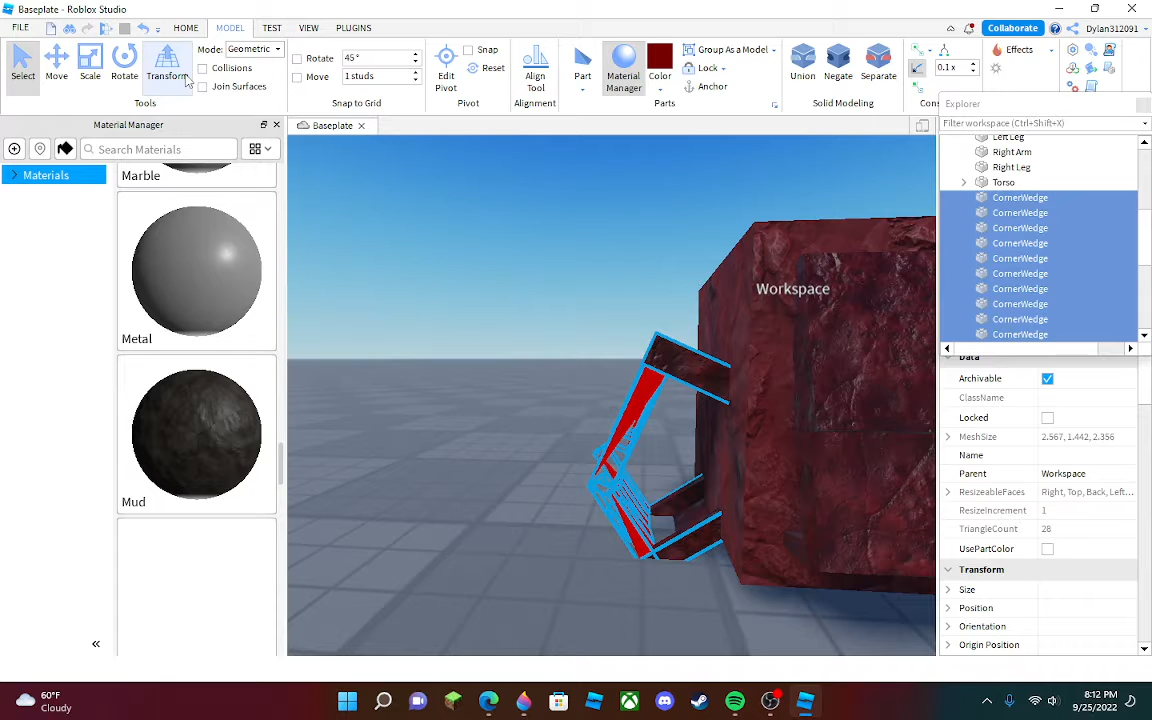 Baseplate - Roblox Studio
FILE
HOME
MODEL
TEST
VIEW
PLUGINS
Collaborate
Dylan312091
Select
Move
Scale
Rotate
Transform
Mode:
Geometric
Collisions
Join Surfaces
Tools
Rotate
45°
Move
1 studs
Snap to Grid
Edit
Pivot
Snap
Reset
Pivot
Align
Tool
Alignment
Part
Material
Manager
Color
Group As a Model
Lock
Anchor
Parts
Union
Negate
Separate
Solid Modeling
Effects
0.1 x
Material Manager
Search Materials
Materials
Marble
Metal
Mud
«
Baseplate
Workspace
Explorer
Filter workspace (Ctrl+Shift+X)
Left Leg
Right Arm
Right Leg
Torso
CornerWedge
CornerWedge
CornerWedge
CornerWedge
CornerWedge
CornerWedge
CornerWedge
CornerWedge
CornerWedge
CornerWedge
Data
Archivable
ClassName
Locked
MeshSize
2.567, 1.442, 2.356
Name
Parent
Workspace
ResizeableFaces
Right, Top, Back, Left...
ResizeIncrement
1
TriangleCount
28
UsePartColor
Transform
Size
Position
Orientation
Origin Position
60°F
Cloudy
8:12 PM
9/25/2022